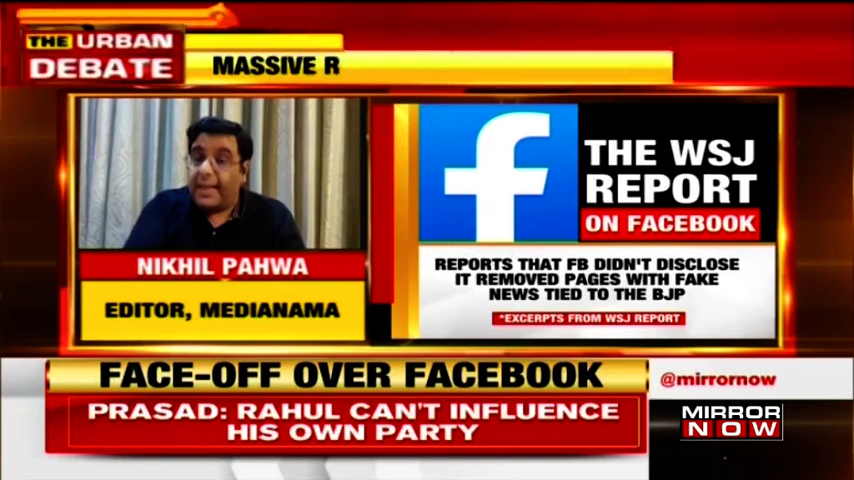 THE URBAN
DEBATE
MASSIVE R
NIKHIL PAHWA
EDITOR, MEDIANAMA
f
THE WSJ
REPORT
ON FACEBOOK
REPORTS THAT FB DIDN'T DISCLOSE
IT REMOVED PAGES WITH FAKE
NEWS TIED TO THE BJP
*EXCERPTS FROM WSJ REPORT
FACE-OFF OVER FACEBOOK
PRASAD: RAHUL CAN'T INFLUENCE
HIS OWN PARTY
@mirrornow
MIRROR
NOW